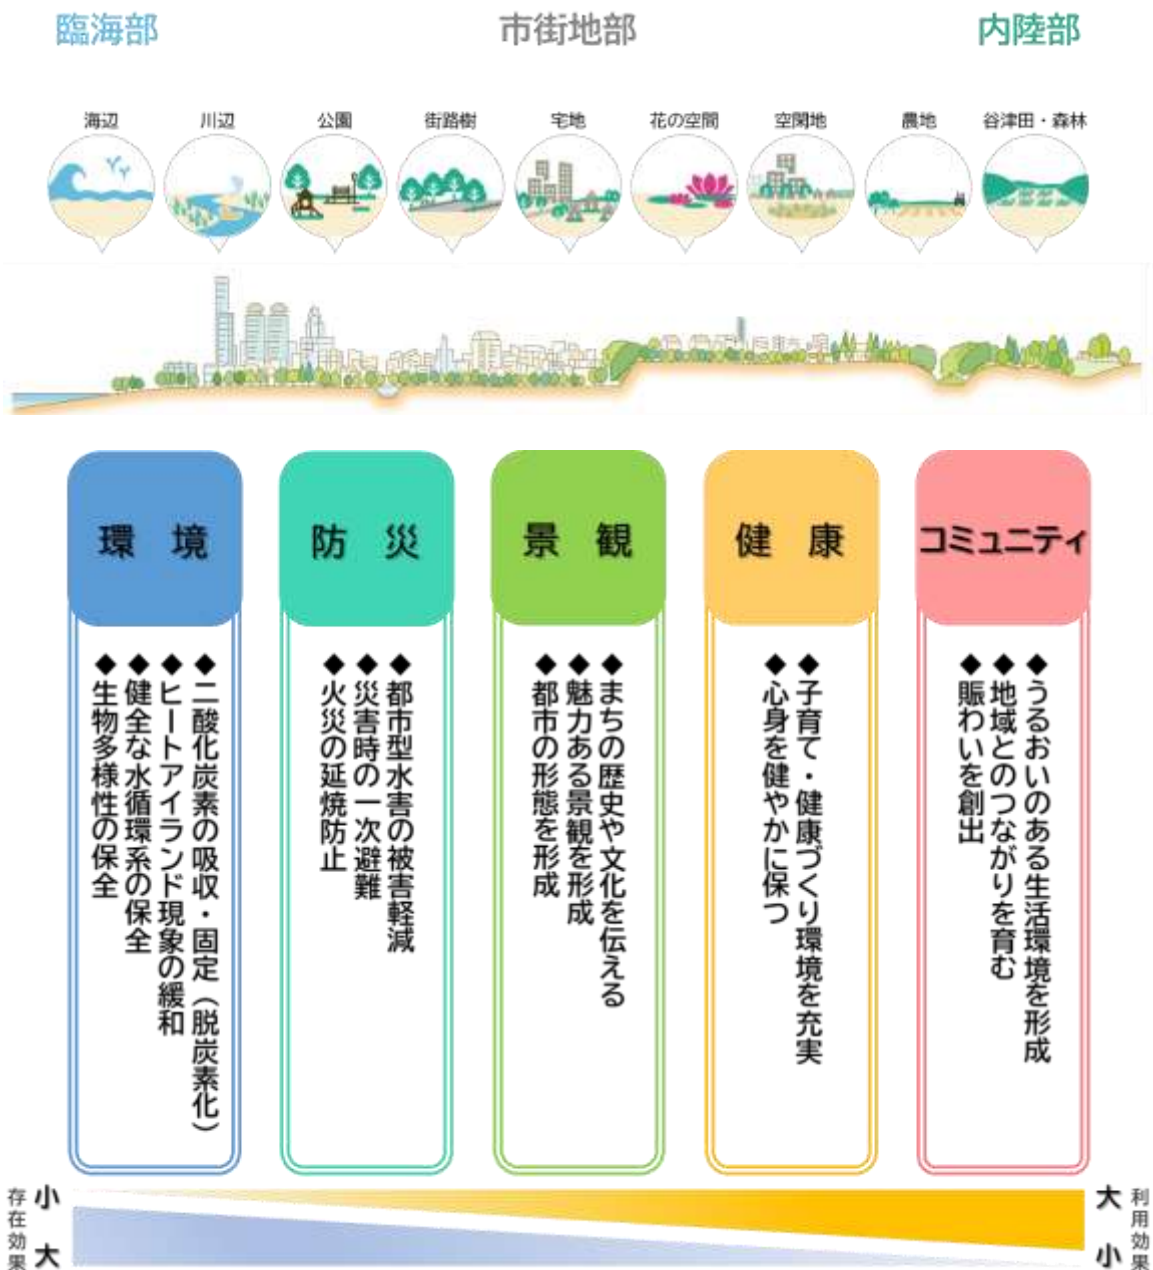 臨海部
市街地部
内陸部
海辺
川辺
公園
街路樹
宅地
花の空間
空閑地
農地
谷津田・森林
環境
◆二酸化炭素の吸収・固定（脱炭素化）
◆ヒートアイランド現象の緩和
◆健全な水循環系の保全
◆生物多様性の保全
防災
◆都市型水害の被害軽減
◆災害時の一次避難
◆火災の延焼防止
景観
◆まちの歴史や文化を伝える
◆魅力ある景観を形成
◆都市の形態を形成
健康
◆子育て・健康づくり環境を充実
◆心身を健やかに保つ
コミュニティ
◆うるおいのある生活環境を形成
◆地域とのつながりを育む
◆賑わいを創出
存在効果
小
大
大
小
利用効果